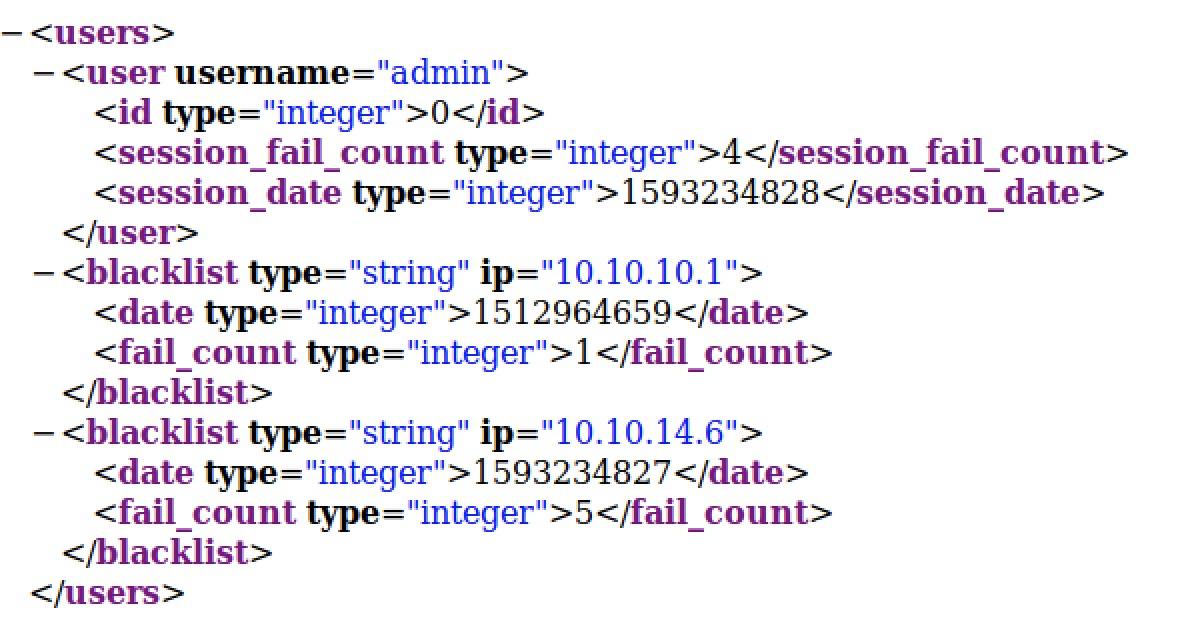 −<users>
−<user username="admin">
<id type="integer">0</id>
<session_fail_count type="integer">4</session_fail_count>
<session_date type="integer">1593234828</session_date>
</user>
−<blacklist type="string" ip="10.10.10.1">
<date type="integer">1512964659</date>
<fail_count type="integer">1</fail_count>
</blacklist>
−<blacklist type="string" ip="10.10.14.6">
<date type="integer">1593234827</date>
<fail_count type="integer">5</fail_count>
</blacklist>
</users>